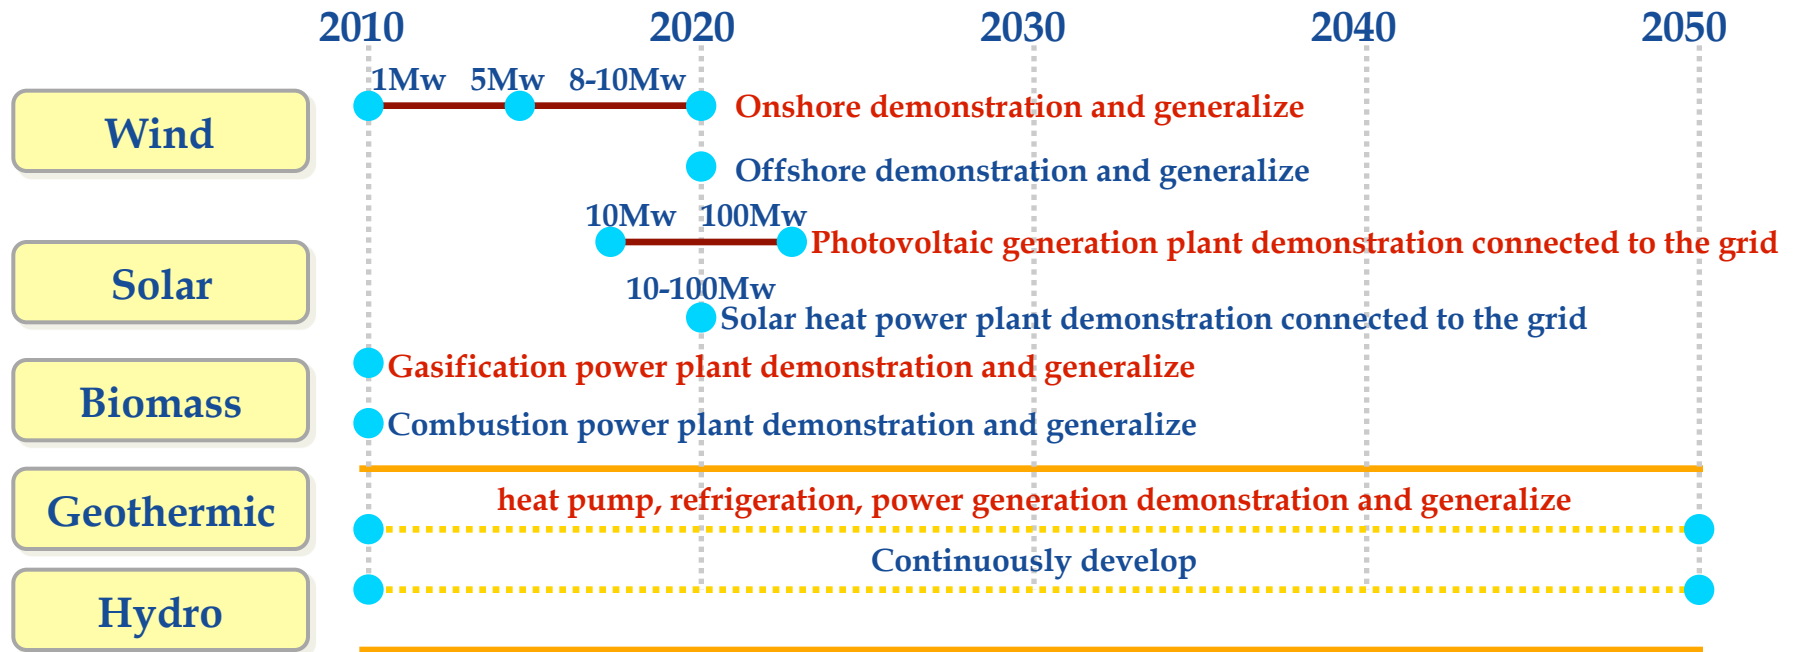 2010 2020 2030 2040 2050
1Mw 5Mw 8-10Mw
Wind
Onshore demonstration and generalize
Offshore demonstration and generalize
10Mw 100Mw
Photovoltaic generation plant demonstration connected to the grid
Solar
10-100Mw
Solar heat power plant demonstration connected to the grid
Gasification power plant demonstration and generalize
Biomass
Combustion power plant demonstration and generalize
Geothermic
heat pump, refrigeration, power generation demonstration and generalize
Continuously develop
Hydro